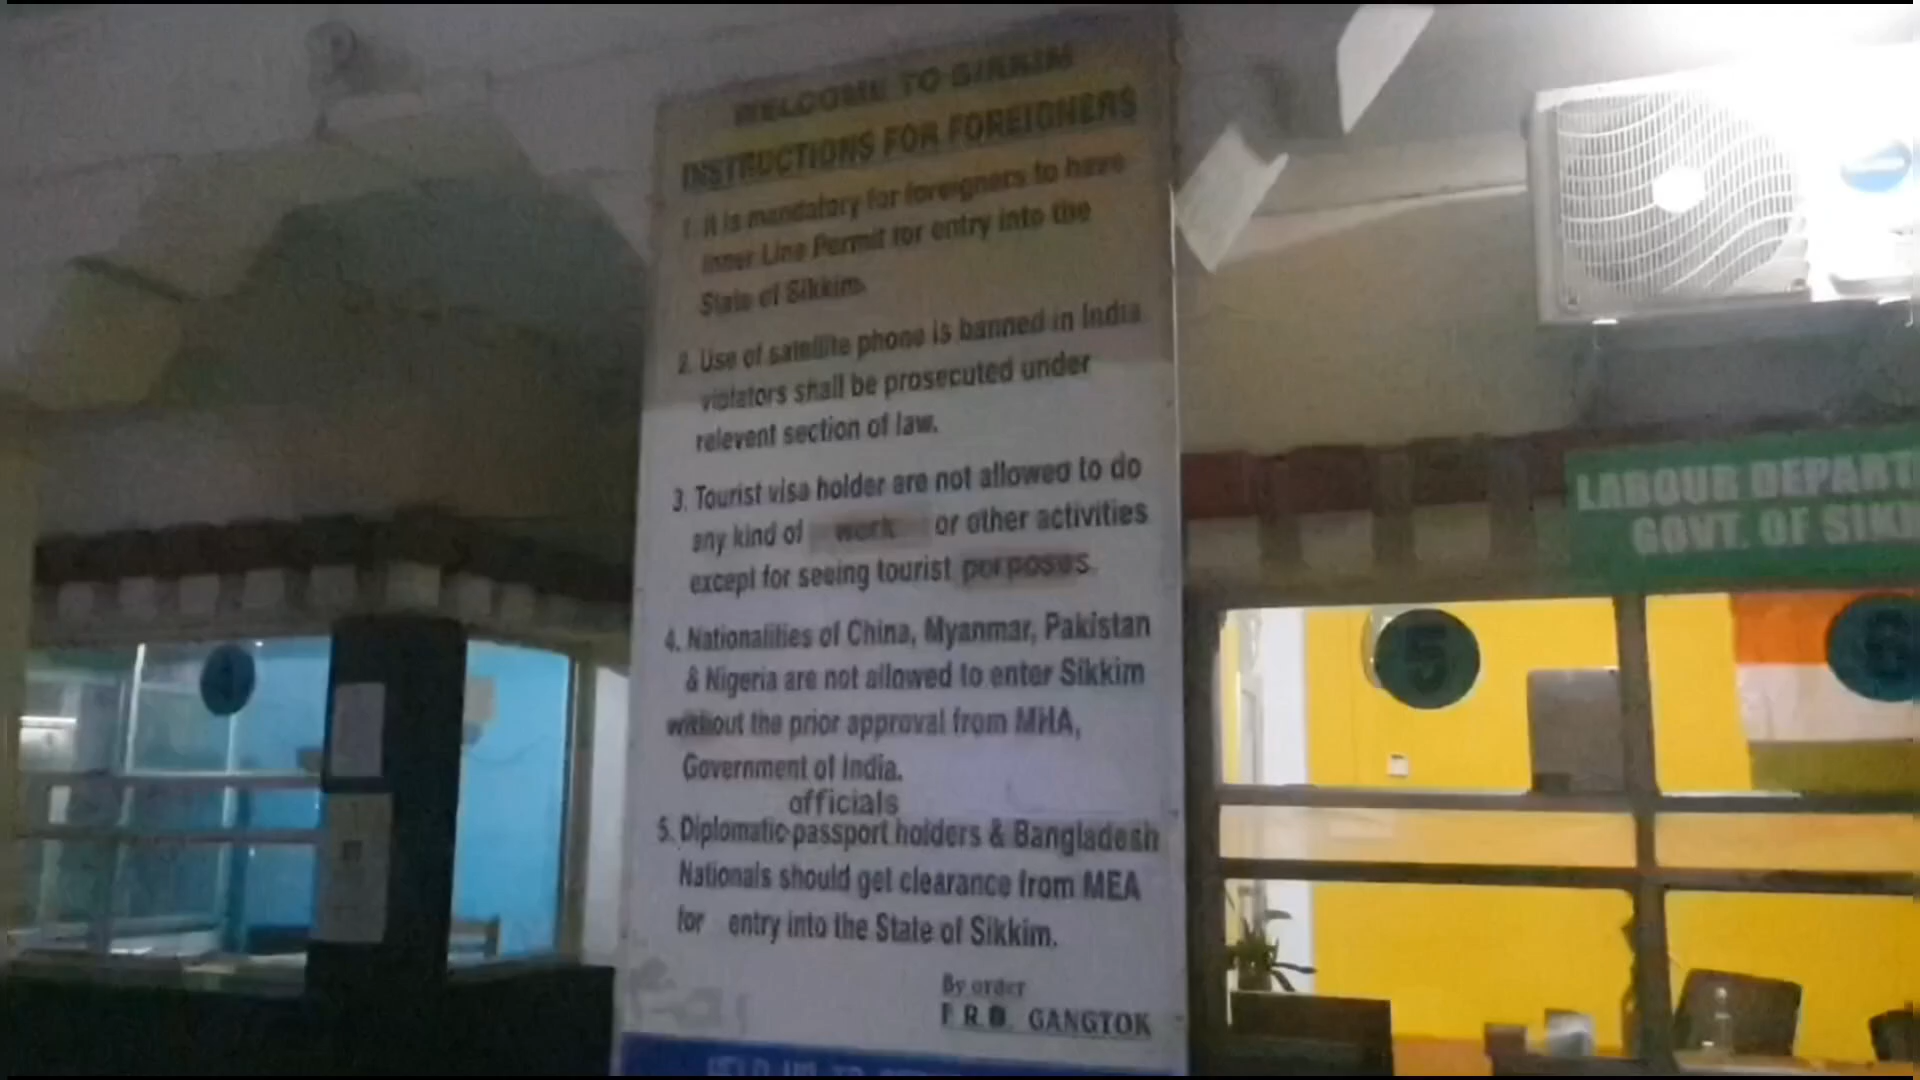 WELCOME TO SIKKIM
INSTRUCTIONS FOR FOREIGNERS
1. It is mandatory for foreigners to have
Inner Line Permit for entry into the
State of Sikkim.
2. Use of satellite phone is banned in India
violators shall be prosecuted under
relevent section of law.
3. Tourist visa holder are not allowed to do
any kind of work or other activities
except for seeing tourist porposes.
4. Nationalities of China, Myanmar, Pakistan
& Nigeria are not allowed to enter Sikkim
without the prior approval from MHA,
Government of India.
officials
5. Diplomatic passport holders & Bangladesh
Nationals should get clearance from MEA
for entry into the State of Sikkim.
By order
F R O GANGTOK
LABOUR DEPART
GOVT. OF SIKK
4
5
6